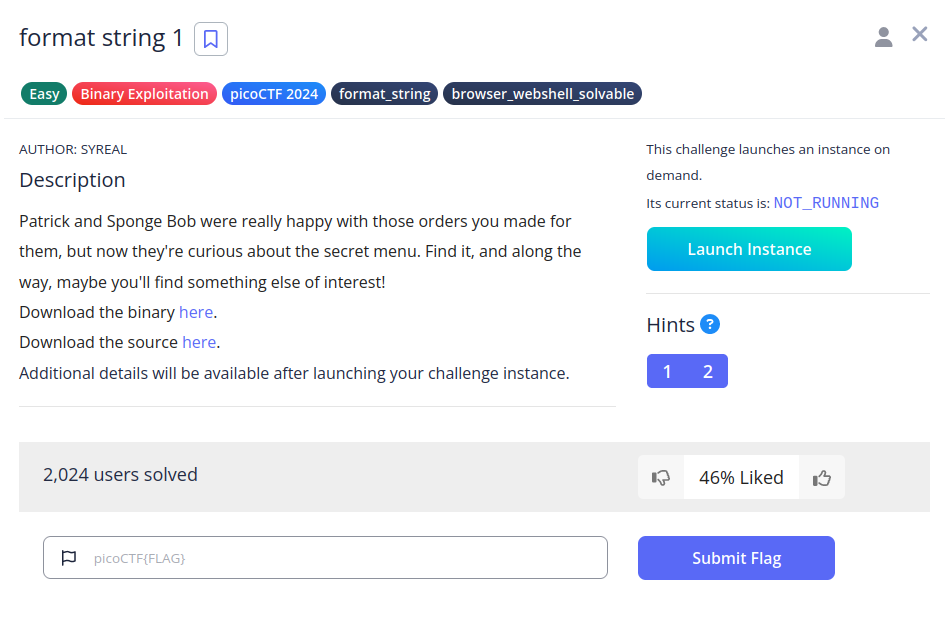 format string 1
Easy Binary Exploitation picoCTF 2024 format_string browser_webshell_solvable
AUTHOR: SYREAL
Description
Patrick and Sponge Bob were really happy with those orders you made for
them, but now they're curious about the secret menu. Find it, and along the
way, maybe you'll find something else of interest!
Download the binary here.
Download the source here.
Additional details will be available after launching your challenge instance.
This challenge launches an instance on
demand.
Its current status is: NOT_RUNNING
Launch Instance
Hints ?
1 2
2,024 users solved
46% Liked
picoCTF{FLAG}
Submit Flag